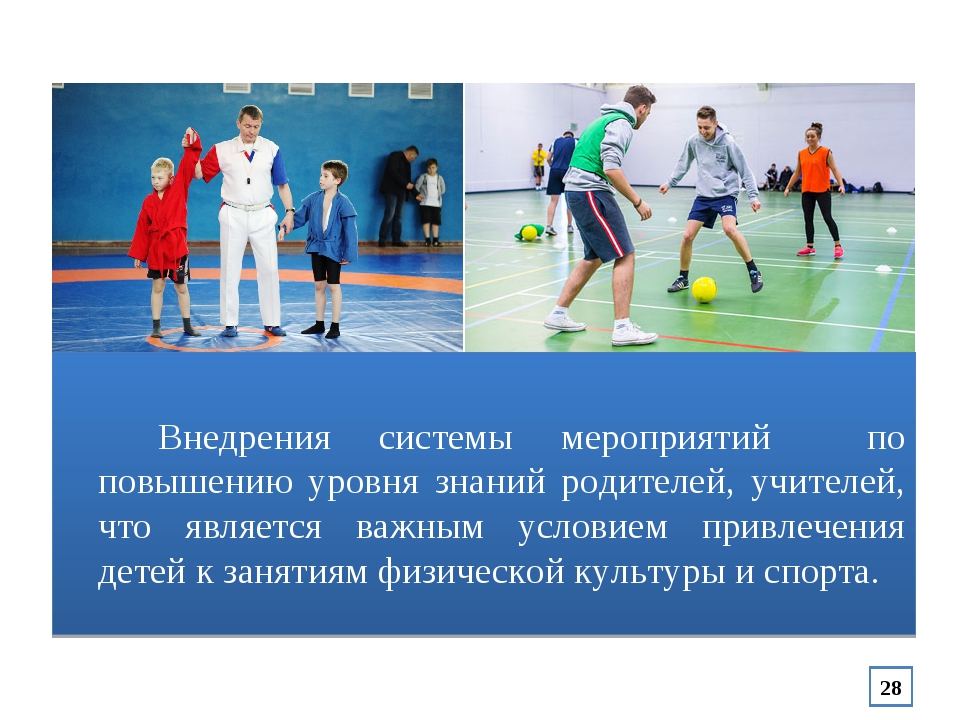 Внедрения системы мероприятий по
повышению уровня знаний родителей, учителей,
что является важным условием привлечения
детей к занятиям физической культуры и спорта.
28